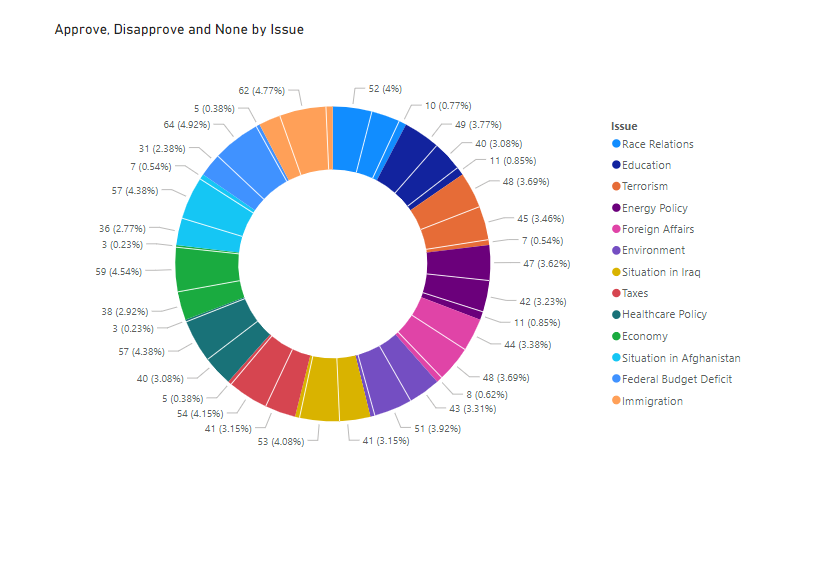 Approve, Disapprove and None by Issue
52 (4%)
10 (0.77%)
49 (3.77%)
40 (3.08%)
11 (0.85%)
48 (3.69%)
45 (3.46%)
7 (0.54%)
47 (3.62%)
42 (3.23%)
11 (0.85%)
44 (3.38%)
48 (3.69%)
8 (0.62%)
43 (3.31%)
51 (3.92%)
41 (3.15%)
53 (4.08%)
41 (3.15%)
54 (4.15%)
5 (0.38%)
40 (3.08%)
57 (4.38%)
3 (0.23%)
38 (2.92%)
59 (4.54%)
3 (0.23%)
36 (2.77%)
57 (4.38%)
7 (0.54%)
31 (2.38%)
64 (4.92%)
5 (0.38%)
62 (4.77%)
Issue
Race Relations
Education
Terrorism
Energy Policy
Foreign Affairs
Environment
Situation in Iraq
Taxes
Healthcare Policy
Economy
Situation in Afghanistan
Federal Budget Deficit
Immigration